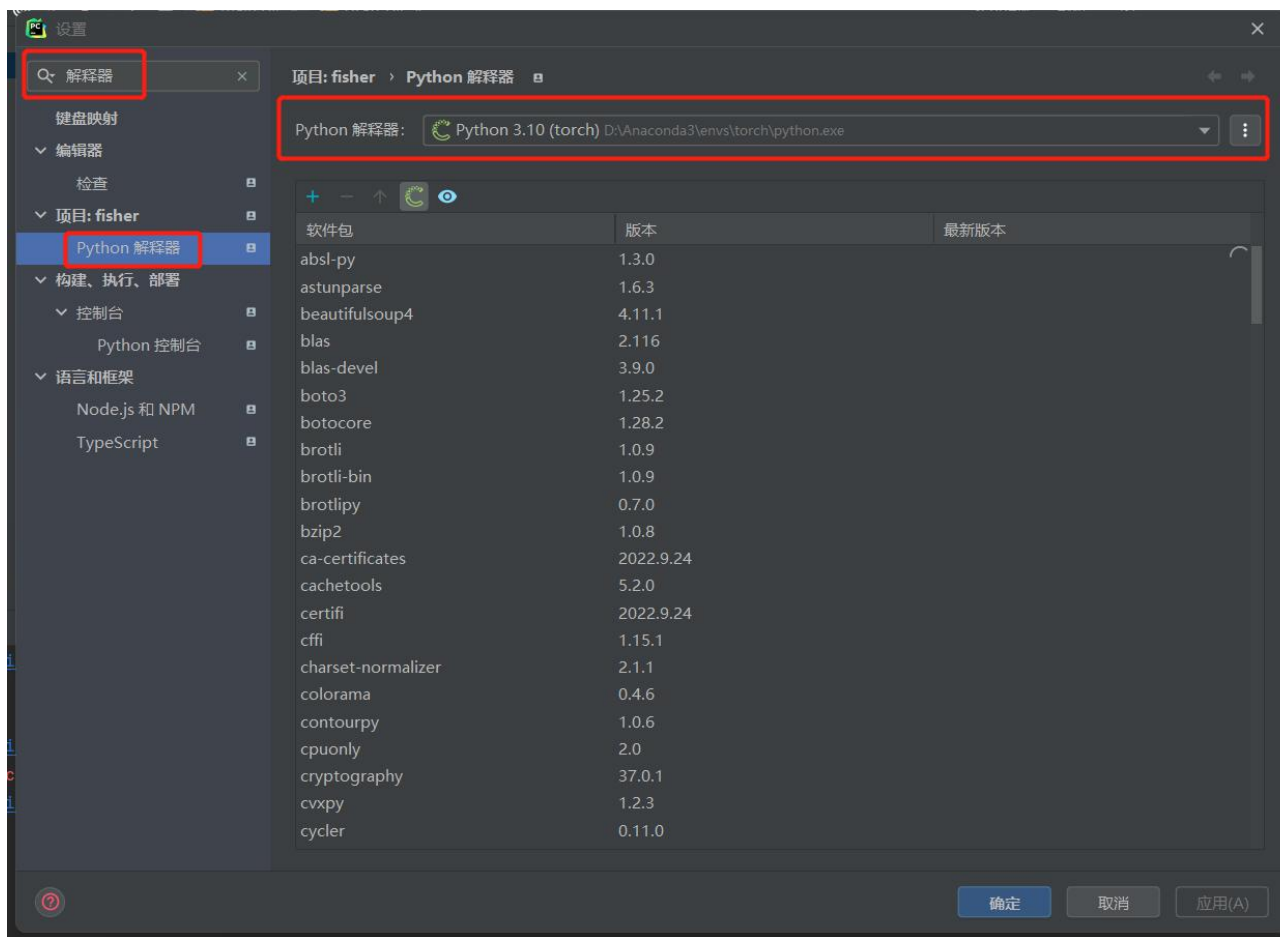 设置
解释器
键盘映射
编辑器
检查
项目: fisher
Python 解释器
构建、执行、部署
控制台
Python 控制台
语言和框架
Node.js 和 NPM
TypeScript
项目: fisher › Python 解释器
Python 解释器: Python 3.10 (torch) D:\Anaconda3\envs\torch\python.exe
软件包 版本 最新版本
absl-py 1.3.0
astunparse 1.6.3
beautifulsoup4 4.11.1
blas 2.116
blas-devel 3.9.0
boto3 1.25.2
botocore 1.28.2
brotli 1.0.9
brotli-bin 1.0.9
brotlipy 0.7.0
bzip2 1.0.8
ca-certificates 2022.9.24
cachetools 5.2.0
certifi 2022.9.24
cffi 1.15.1
charset-normalizer 2.1.1
colorama 0.4.6
contourpy 1.0.6
cpuonly 2.0
cryptography 37.0.1
cvxpy 1.2.3
cycler 0.11.0
确定 取消 应用(A)